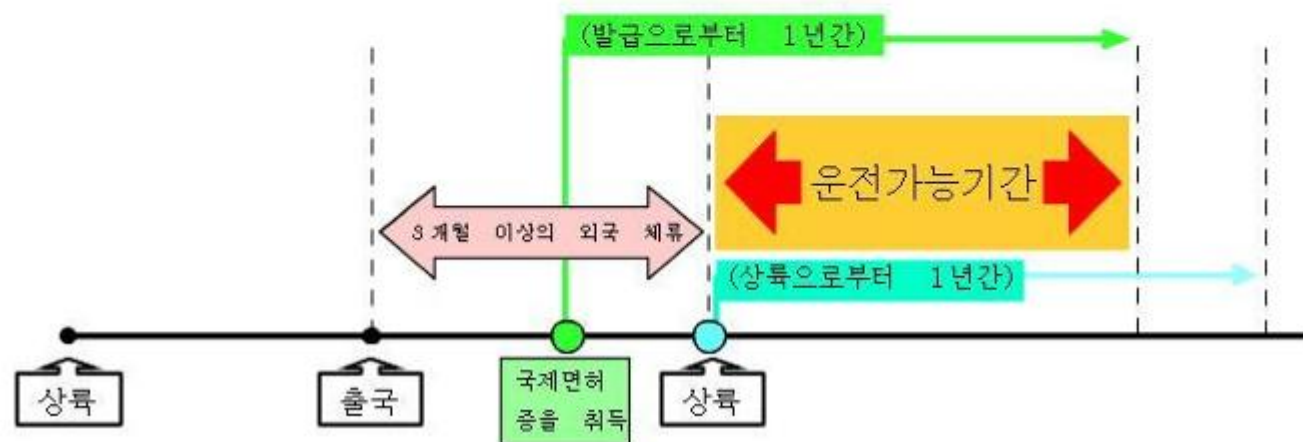 (발급으로부터 1년간)
운전가능기간
3개월 이상의 외국 체류
(상륙으로부터 1년간)
상륙
출국
국제면허
증을 취득
상륙